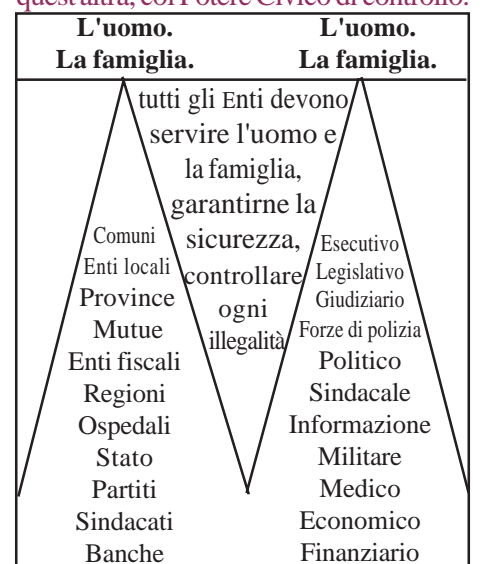 quest'altra, col Potere Civico di controllo.
L'uomo.
La famiglia.
L'uomo.
La famiglia.
tutti gli Enti devono
servire l'uomo e
la famiglia,
garantirne la
sicurezza,
controllare
ogni
illegalità
Comuni
Enti locali
Province
Mutue
Enti fiscali
Regioni
Ospedali
Stato
Partiti
Sindacati
Banche
Esecutivo
Legislativo
Giudiziario
Forze di polizia
Politico
Sindacale
Informazione
Militare
Medico
Economico
Finanziario